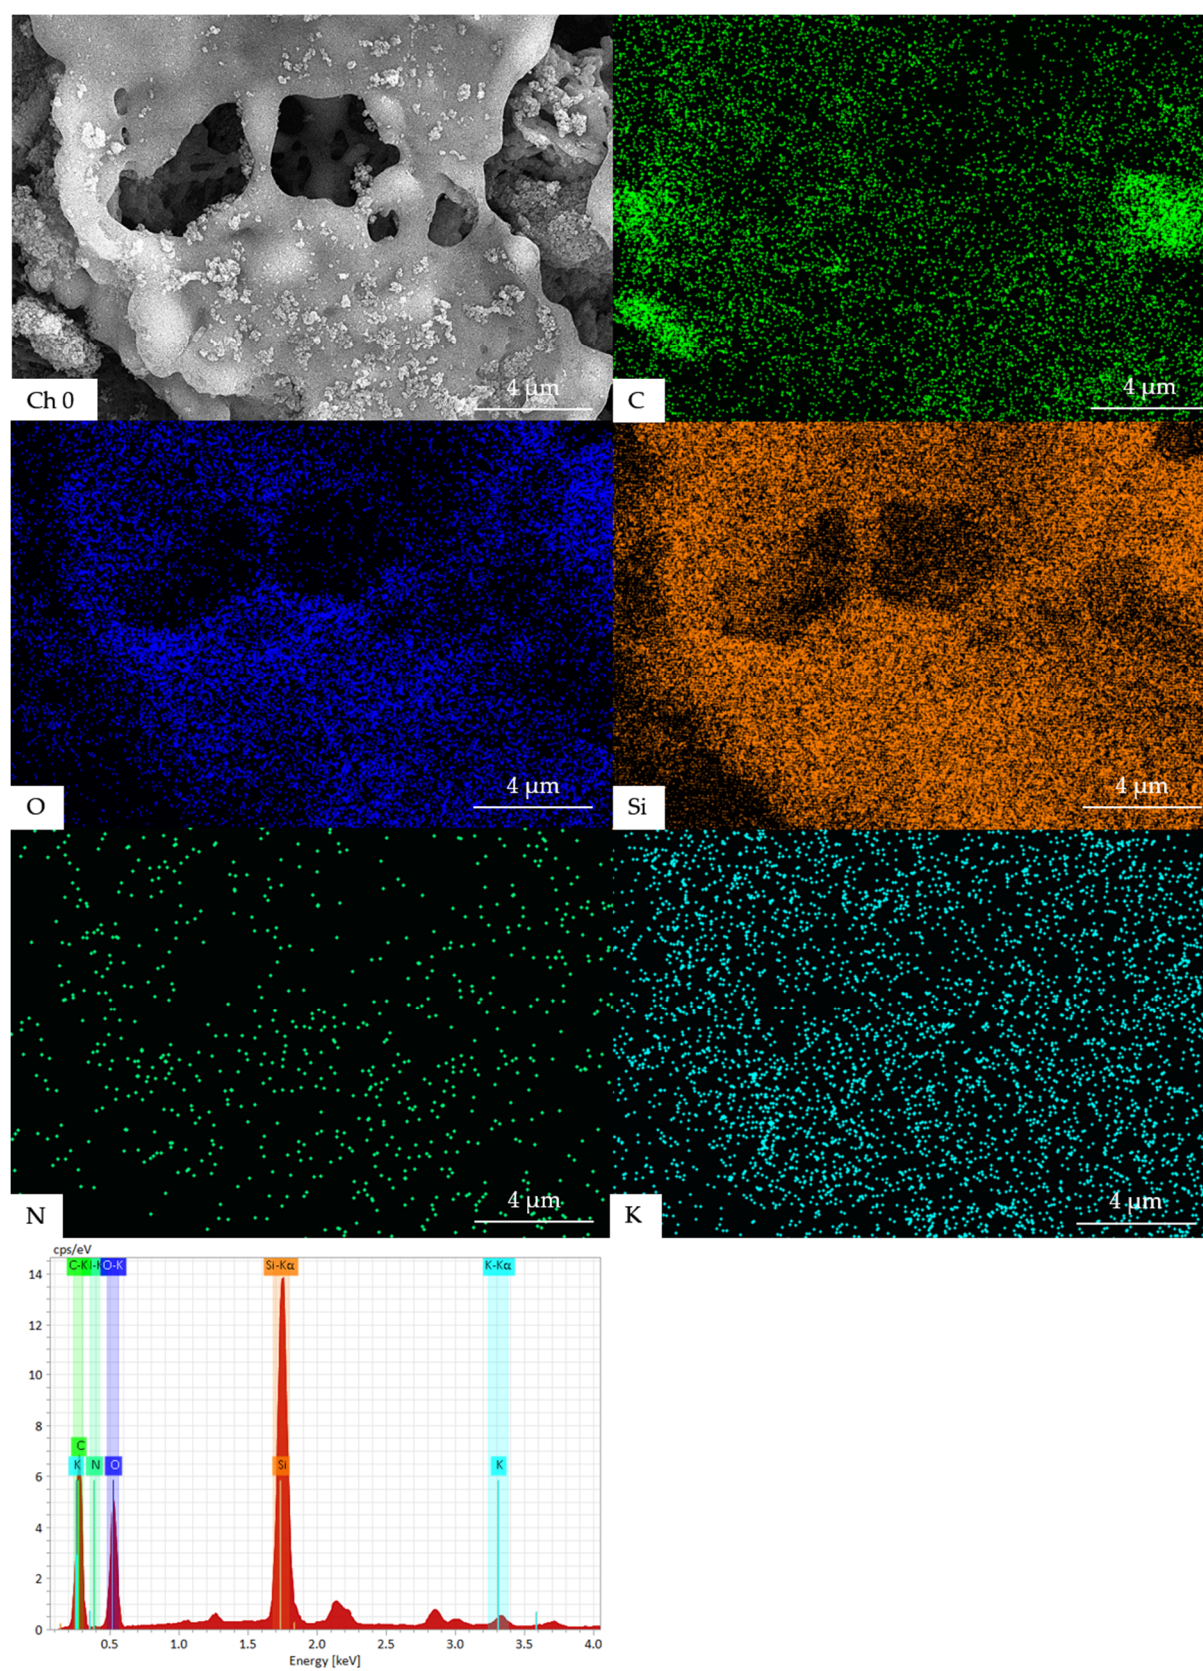 4 µm
Ch 0
4 µm
C
4 µm
O
4 µm
Si
4 µm
N
4 µm
K
cps/eV
C-K
O-K
Si-Kα
K-Kα
14
12
10
8
C
6
K
N
O
Si
K
4
2
0
0.5
1.0
1.5
2.0
2.5
3.0
3.5
4.0
Energy [keV]